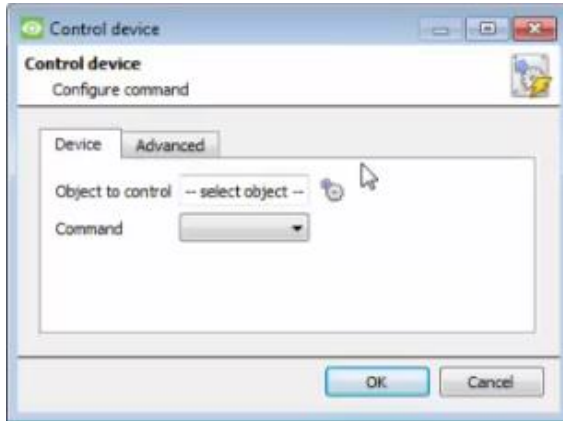 Control device
Control device
Configure command
Device Advanced
Object to control -- select object --
Command
OK Cancel